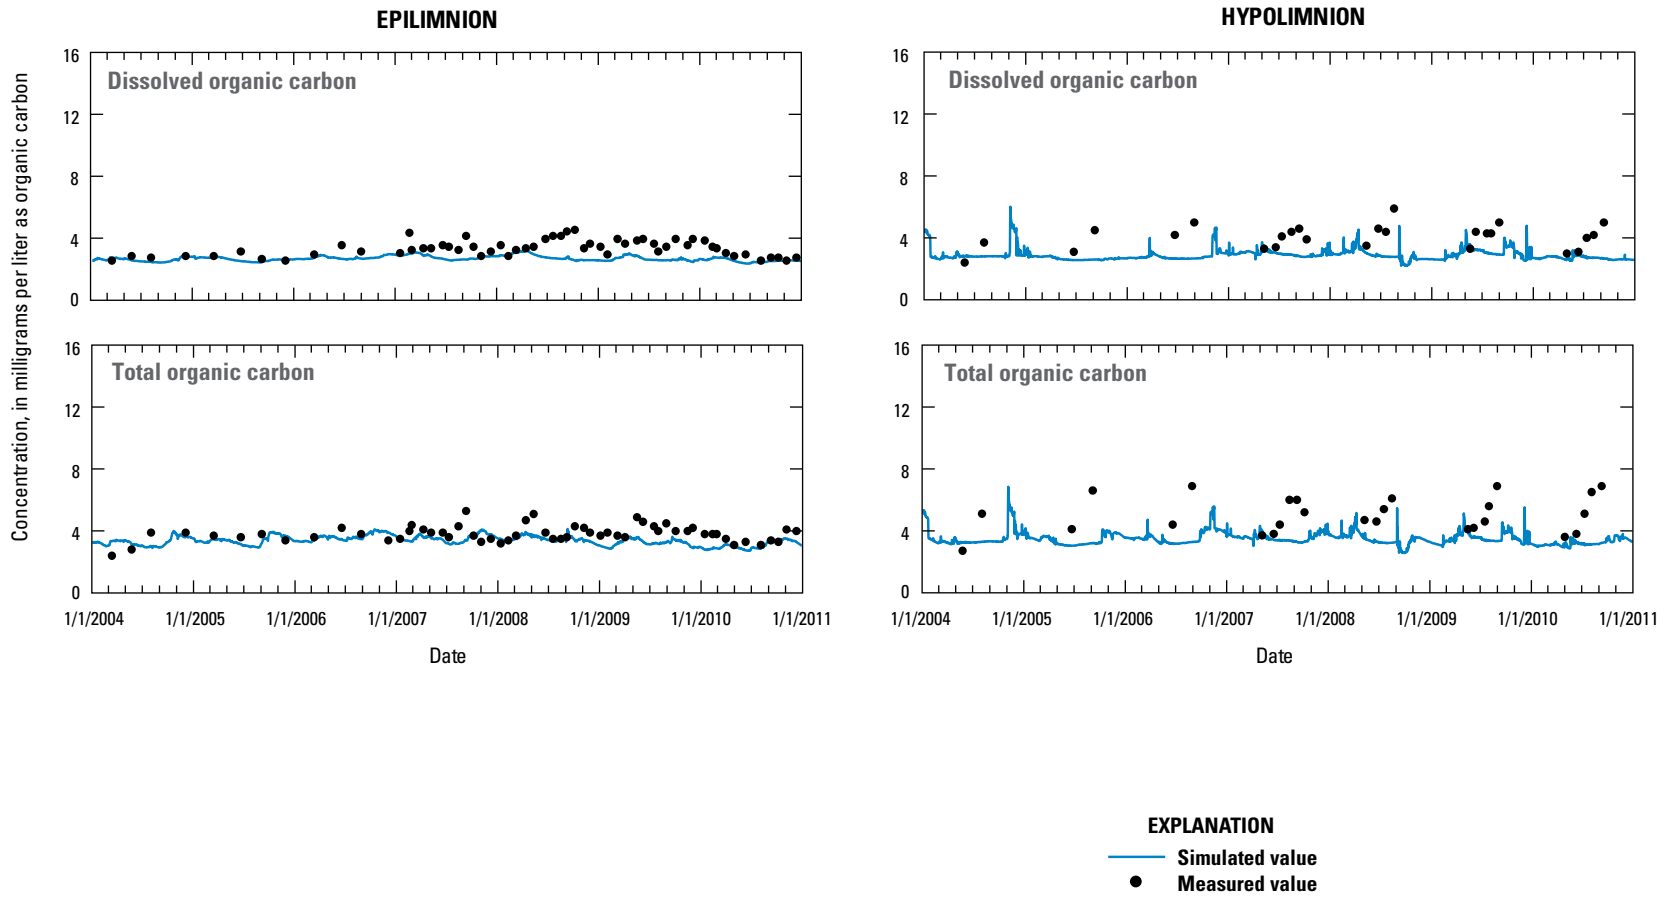 EPILIMNION
HYPOLIMNION
Concentration, in milligrams per liter as organic carbon
16
12
8
4
0
Dissolved organic carbon
16
12
8
4
0
Dissolved organic carbon
16
12
8
4
0
Total organic carbon
1/1/2004 1/1/2005 1/1/2006 1/1/2007 1/1/2008 1/1/2009 1/1/2010 1/1/2011
Date
16
12
8
4
0
Total organic carbon
1/1/2004 1/1/2005 1/1/2006 1/1/2007 1/1/2008 1/1/2009 1/1/2010 1/1/2011
Date
EXPLANATION
Simulated value
Measured value